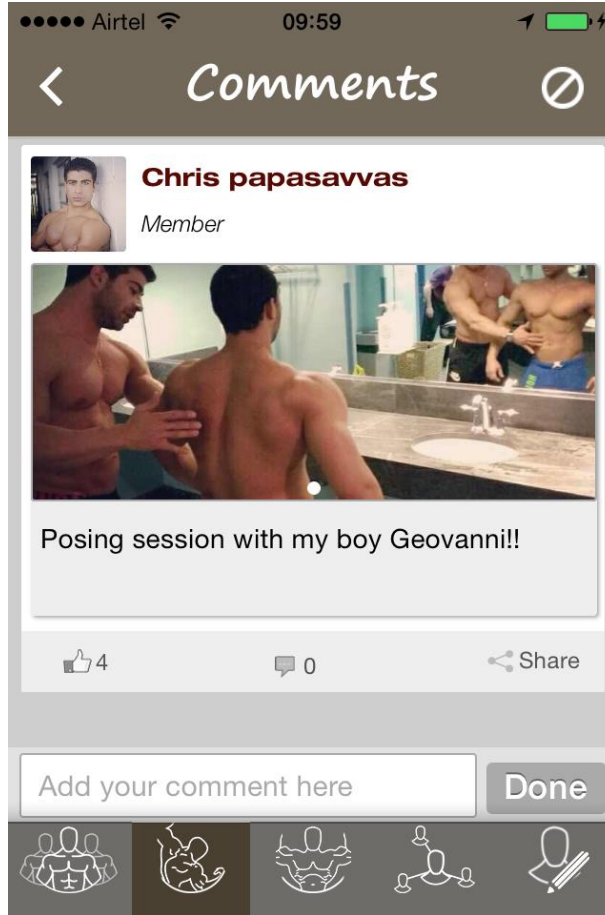 Airtel 09:59
Comments
Chris papasavvas
Member
Posing session with my boy Geovanni!!
4 0 Share
Add your comment here Done